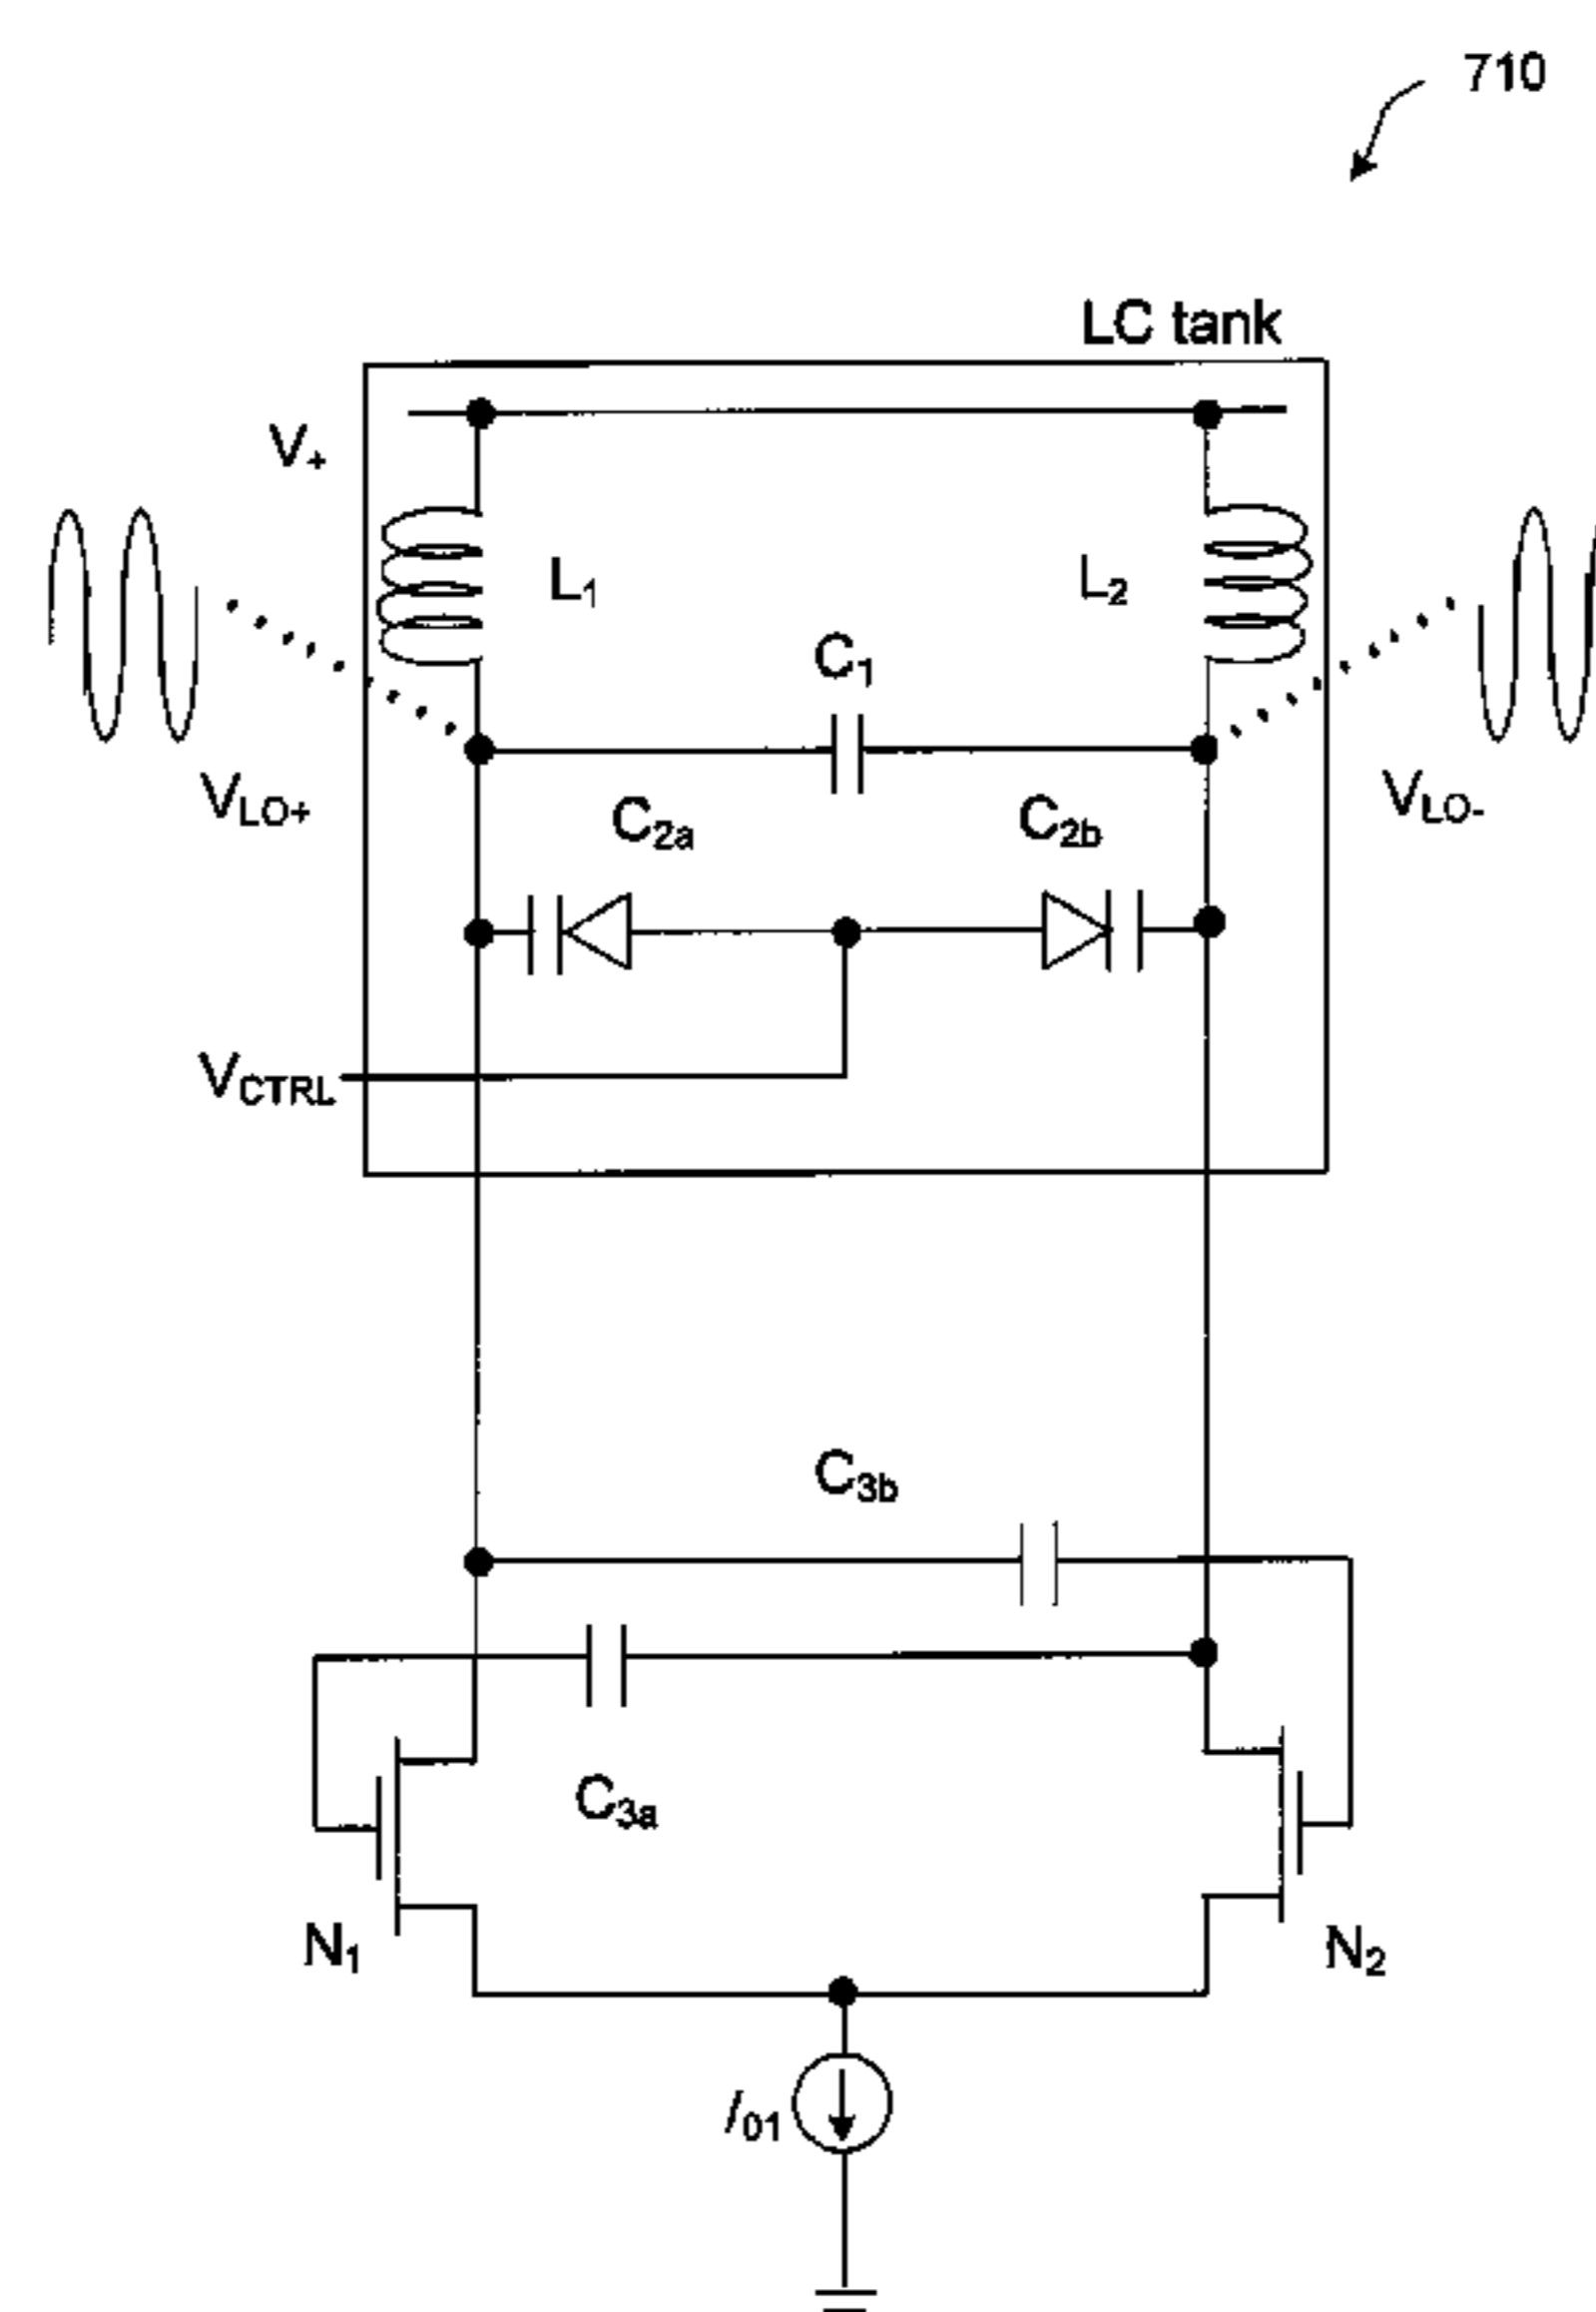 710
LC tank
V+
L1
L2
C1
VLO+
VLO-
C2a
C2b
VCTRL
C3b
C3a
N1
N2
I01